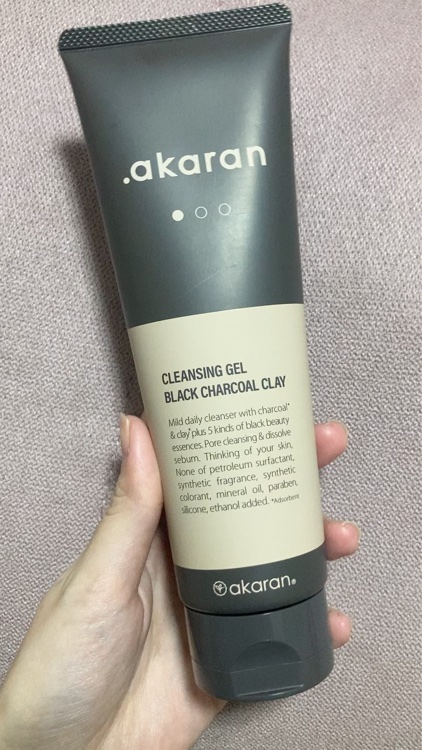 .akaran
CLEANSING GEL
BLACK CHARCOAL CLAY
Mild daily cleanser with charcoal*
& clay* plus 5 kinds of black beauty
essences. Pore cleansing & dissolve
sebum. Thinking of your skin,
None of petroleum surfactant,
synthetic fragrance, synthetic
colorant, mineral oil, paraben,
silicone, ethanol added. *Adsorbent
akaran®